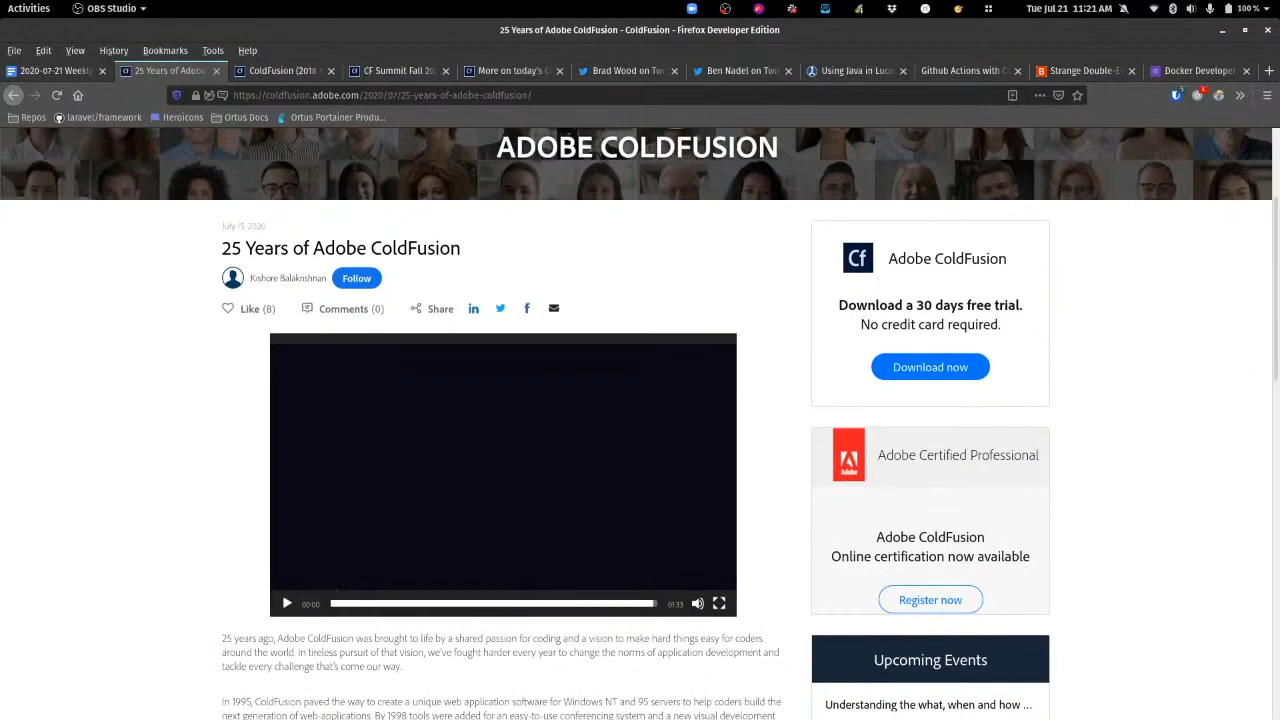 Activities
OBS Studio
Tue Jul 21 11:21 AM
100 %
25 Years of Adobe ColdFusion - ColdFusion - Firefox Developer Edition
File Edit View History Bookmarks Tools Help
2020-07-21 Weekly
25 Years of Adobe
ColdFusion (2018 r
CF Summit Fall 20
More on today's C
Brad Wood on Tw
Ben Nadel on Twi
Using Java in Luce
Github Actions with C
Strange Double-E
Docker Developer
https://coldfusion.adobe.com/2020/07/25-years-of-adobe-coldfusion/
Repos
laravel/framework
Heroicons
Ortus Docs
Ortus Portainer Produ...
ADOBE COLDFUSION
July 15, 2020
25 Years of Adobe ColdFusion
Kishore Balakrishnan
Follow
Like (8)
Comments (0)
Share
00:00
01:33
25 years ago, Adobe ColdFusion was brought to life by a shared passion for coding and a vision to make hard things easy for coders
around the world. In tireless pursuit of that vision, we've fought harder every year to change the norms of application development and
tackle every challenge that's come our way.
In 1995, ColdFusion paved the way to create a unique web application software for Windows NT and 95 servers to help coders build the
next generation of web-applications. By 1998 tools were added for an easy-to-use conferencing system and a new visual development
Cf
Adobe ColdFusion
Download a 30 days free trial.
No credit card required.
Download now
Adobe
Adobe Certified Professional
Adobe ColdFusion
Online certification now available
Register now
Upcoming Events
Understanding the what, when and how ...